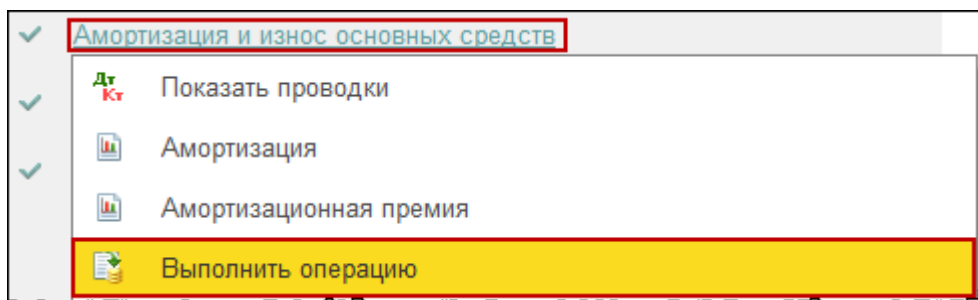 Амортизация и износ основных средств
Дт Кт Показать проводки
Амортизация
Амортизационная премия
Выполнить операцию